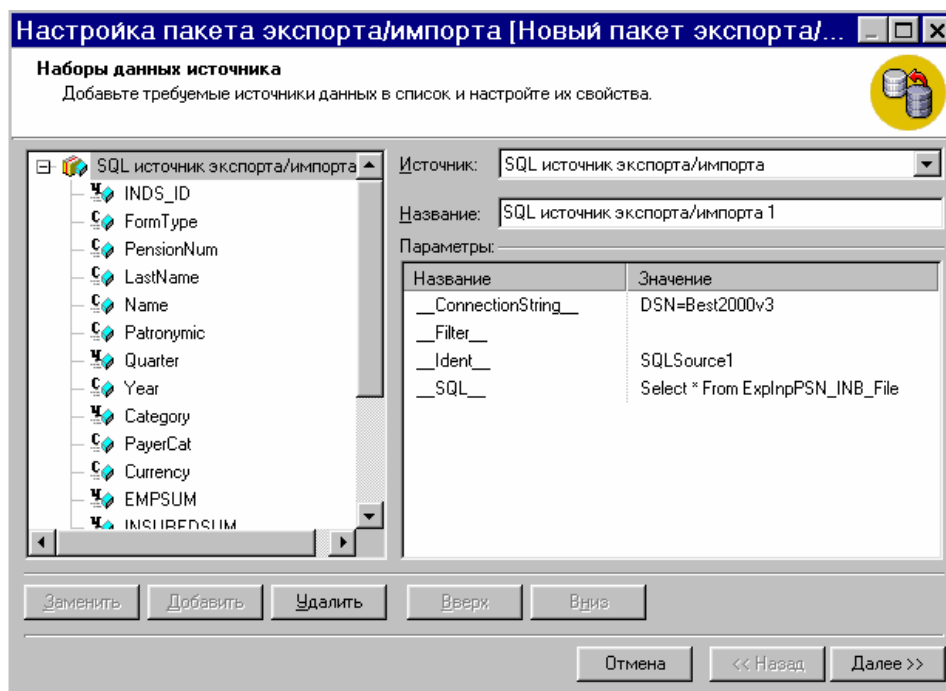 Настройка пакета экспорта/импорта [Новый пакет экспорта/...
Наборы данных источника
Добавьте требуемые источники данных в список и настройте их свойства.
SQL источник экспорта/импорта
Ч INDS_ID
С FormType
С PensionNum
С LastName
С Name
С Patronymic
Ч Quarter
С Year
Ч Category
С PayerCat
С Currency
Ч EMPSUM
Ч INSUREDSUM
Источник: SQL источник экспорта/импорта
Название: SQL источник экспорта/импорта 1
Параметры:
Название Значение
__ConnectionString__ DSN=Best2000v3
__Filter__
__Ident__ SQLSource1
__SQL__ Select * From ExpInpPSN_INB_File
Заменить Добавить Удалить Вверх Вниз
Отмена << Назад Далее >>